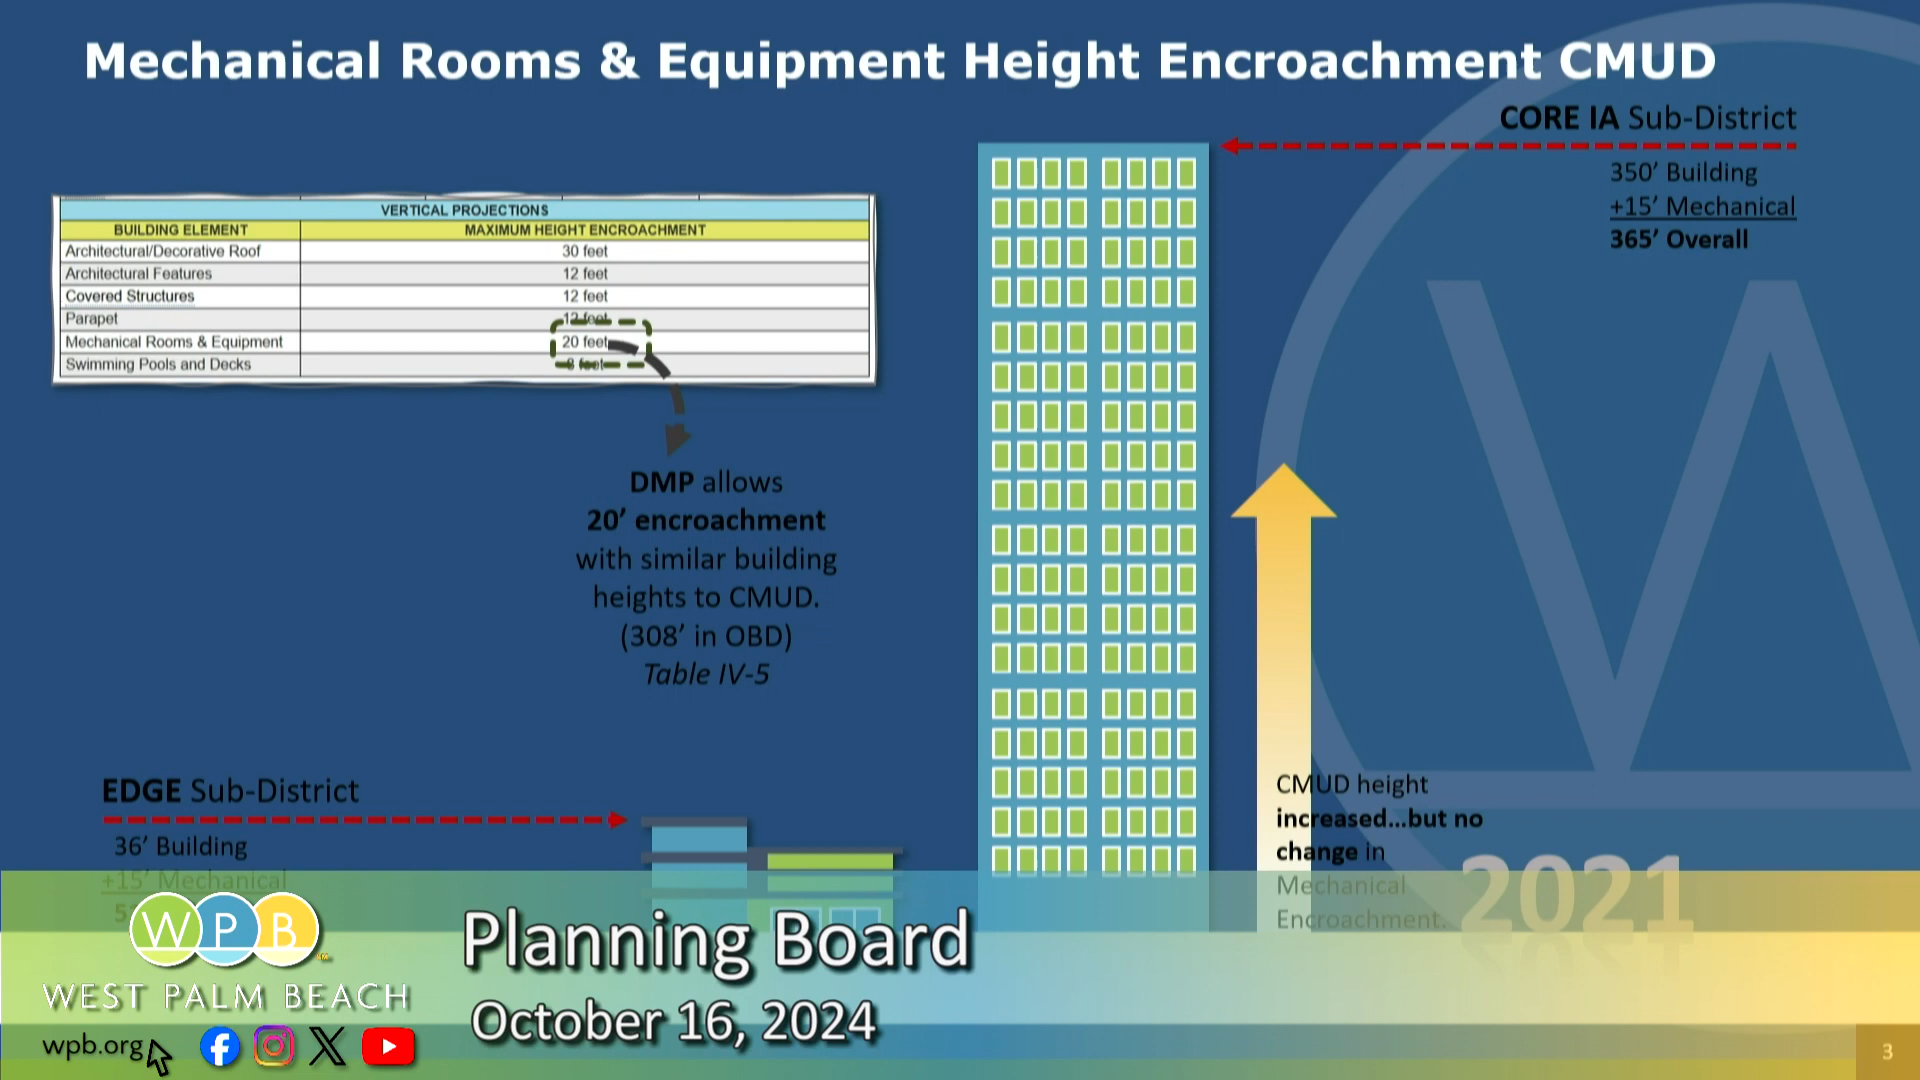 Mechanical Rooms & Equipment Height Encroachment CMUD
CORE IA Sub-District
350’ Building
+15’ Mechanical
365’ Overall
VERTICAL PROJECTIONS
BUILDING ELEMENT MAXIMUM HEIGHT ENCROACHMENT
Architectural/Decorative Roof 30 feet
Architectural Features 12 feet
Covered Structures 12 feet
Parapet 12 feet
Mechanical Rooms & Equipment 20 feet
Swimming Pools and Decks feet
DMP allows
20’ encroachment
with similar building
heights to CMUD.
(308’ in OBD)
Table IV-5
EDGE Sub-District
36’ Building
+15’ Mechanical
CMUD height
increased...but no
change in
Mechanical
Encroachment.
2021
WPB
WEST PALM BEACH
wpb.org
Planning Board
October 16, 2024
3